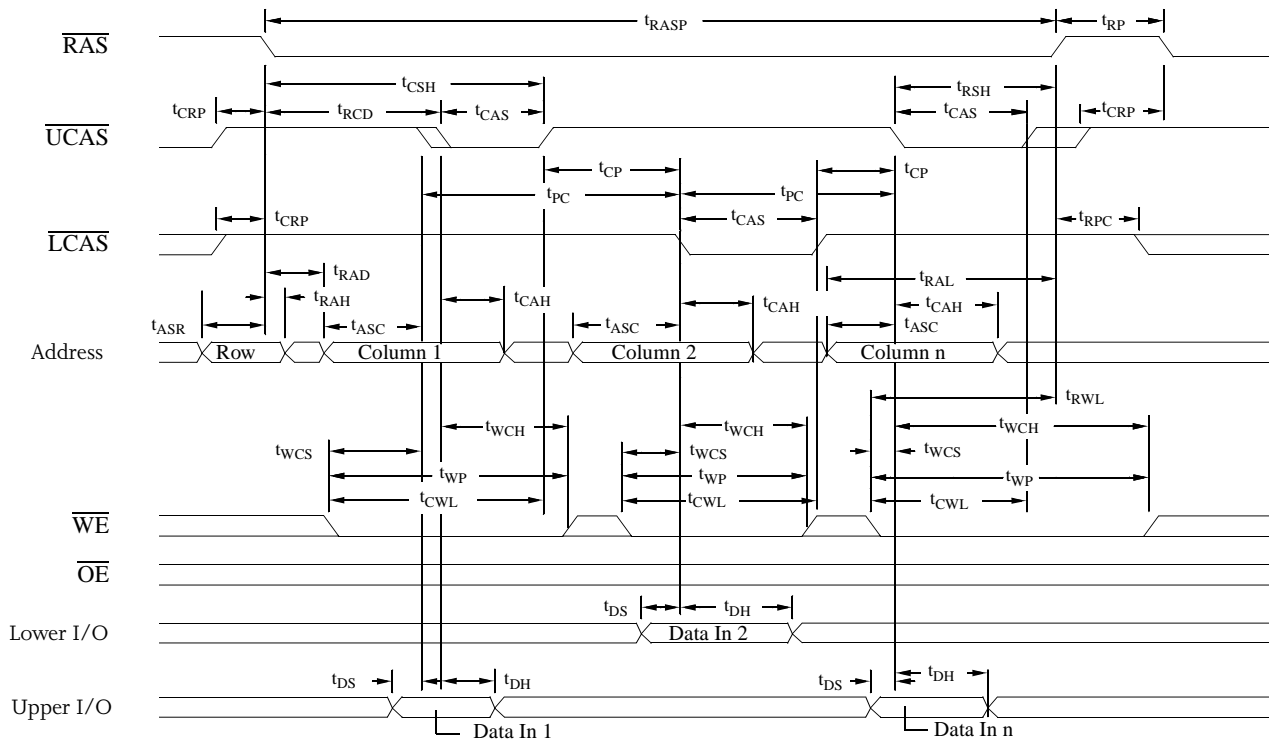 tRASP tRP
RAS
tCSH tRSH
tCRP tRCD tCAS tCAS tCRP
UCAS
tCP tCP
tPC tPC
tCRP tCAS tRPC
LCAS
tRAD tRAL
tRAH tCAH tCAH tCAH
tASR tASC tASC tASC
Address Row Column 1 Column 2 Column n
tRWL
tWCH tWCH tWCH
tWCS tWCS tWCS
tWP tWP tWP
tCWL tCWL tCWL
WE
OE
tDS tDH
Lower I/O Data In 2
tDS tDH tDS tDH
Upper I/O
Data In 1 Data In n